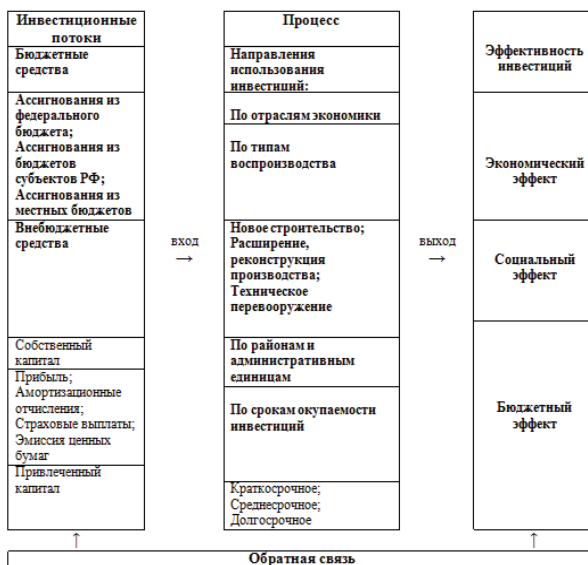 Инвестиционные
потоки
Бюджетные
средства
Ассигнования из
федерального
бюджета;
Ассигнования из
бюджетов
субъектов РФ;
Ассигнования из
местных бюджетов
Внебюджетные
средства
Собственный
капитал
Прибыль;
Амортизационные
отчисления;
Страховые выплаты;
Эмиссия ценных
бумаг
Привлеченный
капитал
вход
→
Процесс
Направления
использования
инвестиций:
По отраслям экономики
По типам
воспроизводства
Новое строительство;
Расширение,
реконструкция
производства;
Техническое
перевооружение
По районам и
административным
единицам
По срокам окупаемости
инвестиций
Краткосрочное;
Среднесрочное;
Долгосрочное
выход
→
Эффективность
инвестиций
Экономический
эффект
Социальный
эффект
Бюджетный
эффект
↑ ↑
Обратная связь